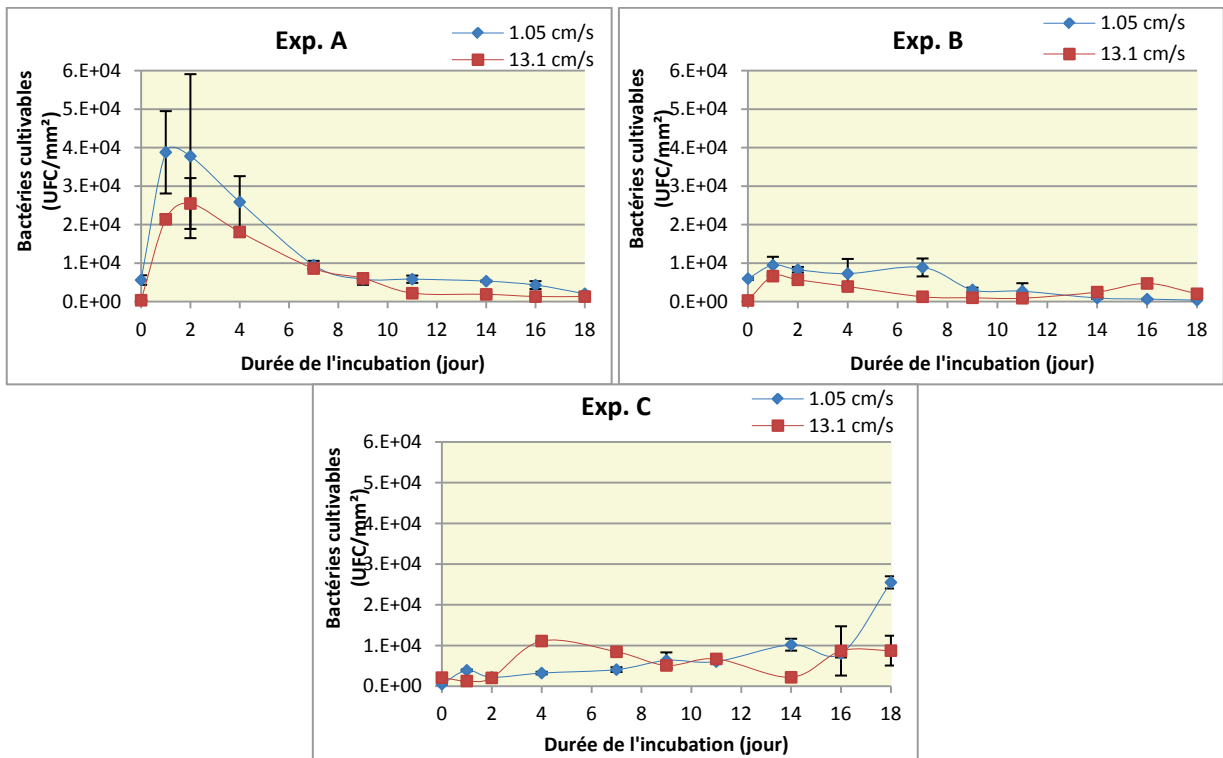 Exp. A
1.05 cm/s
13.1 cm/s
Bactéries cultivables
(UFC/mm²)
6.E+04
5.E+04
4.E+04
3.E+04
2.E+04
1.E+04
0.E+00
0 2 4 6 8 10 12 14 16 18
Durée de l'incubation (jour)
Exp. B
1.05 cm/s
13.1 cm/s
Bactéries cultivables
(UFC/mm²)
6.E+04
5.E+04
4.E+04
3.E+04
2.E+04
1.E+04
0.E+00
0 2 4 6 8 10 12 14 16 18
Durée de l'incubation (jour)
Exp. C
1.05 cm/s
13.1 cm/s
Bactéries cultivables
(UFC/mm²)
6.E+04
5.E+04
4.E+04
3.E+04
2.E+04
1.E+04
0.E+00
0 2 4 6 8 10 12 14 16 18
Durée de l'incubation (jour)